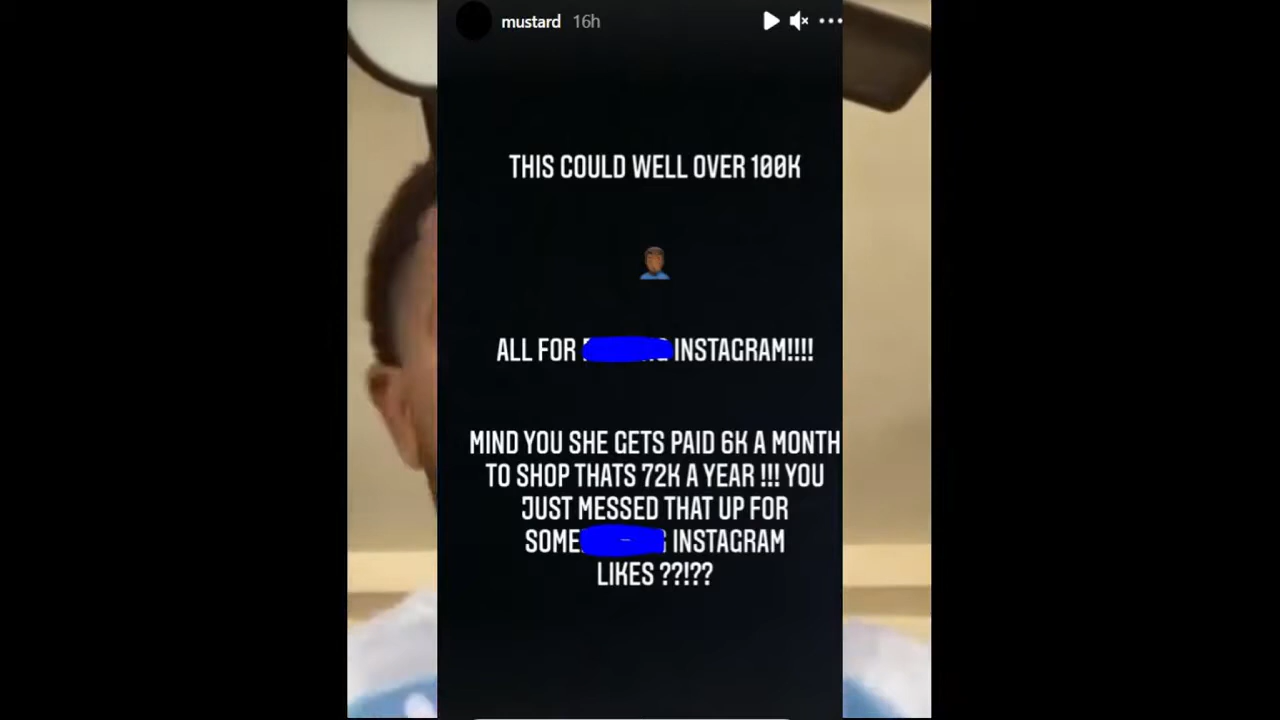 mustard 16h
THIS COULD WELL OVER 100K
ALL FOR INSTAGRAM!!!!
MIND YOU SHE GETS PAID 6K A MONTH
TO SHOP THATS 72K A YEAR !!! YOU
JUST MESSED THAT UP FOR
SOME INSTAGRAM
LIKES ??!??